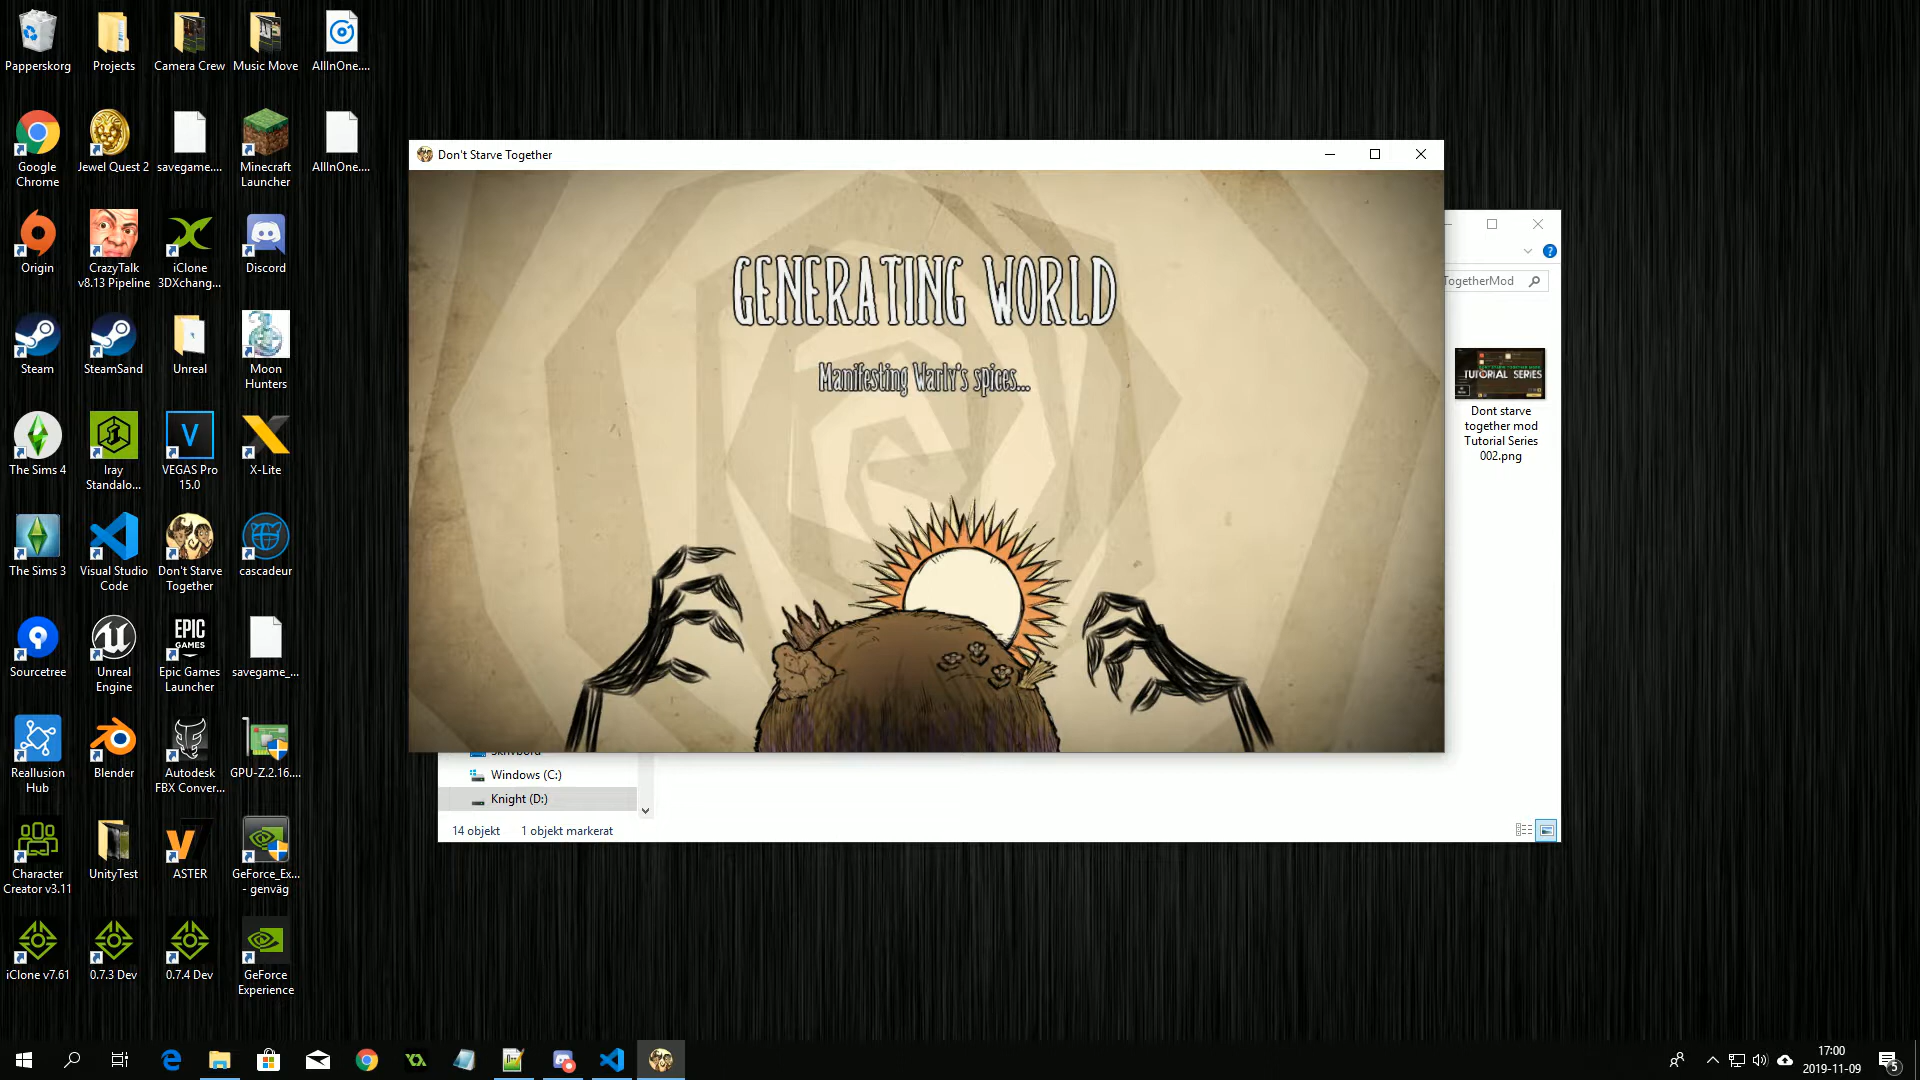 Papperskorg
Projects
Camera Crew
Music Move
AllInOne....
Google
Chrome
Jewel Quest 2
savegame....
Minecraft
Launcher
AllInOne....
Origin
CrazyTalk
v8.13 Pipeline
iClone
3DXchang...
Discord
Steam
SteamSand
Unreal
Moon
Hunters
The Sims 4
Iray
Standalo...
VEGAS Pro
15.0
X-Lite
The Sims 3
Visual Studio
Code
Don't Starve
Together
cascadeur
Sourcetree
Unreal
Engine
EPIC
GAMES
Epic Games
Launcher
savegame_...
Reallusion
Hub
Blender
Autodesk
FBX Conver...
GPU-Z.2.16....
Character
Creator v3.11
UnityTest
ASTER
GeForce_Ex...
- genväg
iClone v7.61
0.7.3 Dev
0.7.4 Dev
GeForce
Experience
Don't Starve Together
GENERATING WORLD
Manifesting Warly's spices...
TogetherMod
TUTORIAL SERIES
Dont starve
together mod
Tutorial Series
002.png
Skrivbord
Windows (C:)
Knight (D:)
14 objekt
1 objekt markerat
17:00
2019-11-09
5